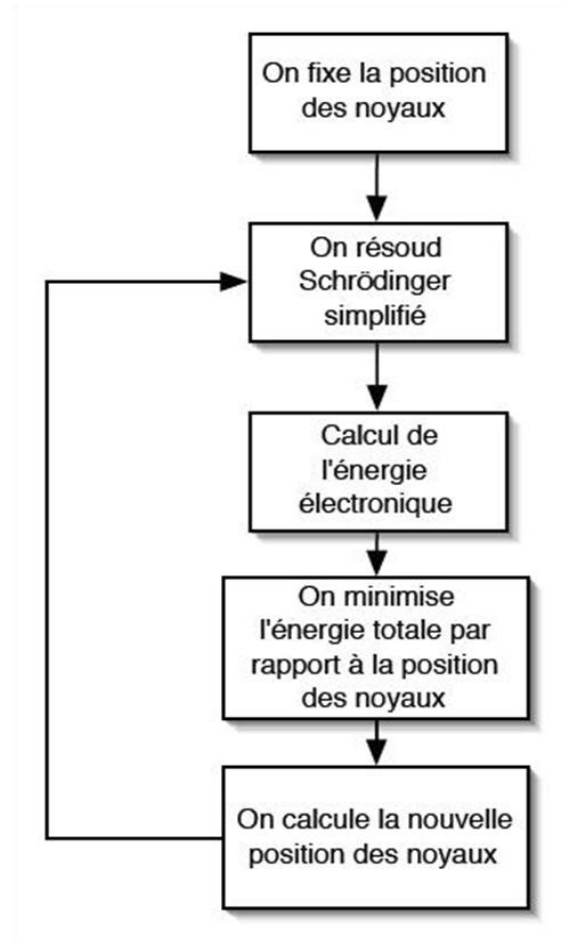 On fixe la position
des noyaux
On résoud
Schrödinger
simplifié
Calcul de
l'énergie
électronique
On minimise
l'énergie totale par
rapport à la position
des noyaux
On calcule la nouvelle
position des noyaux